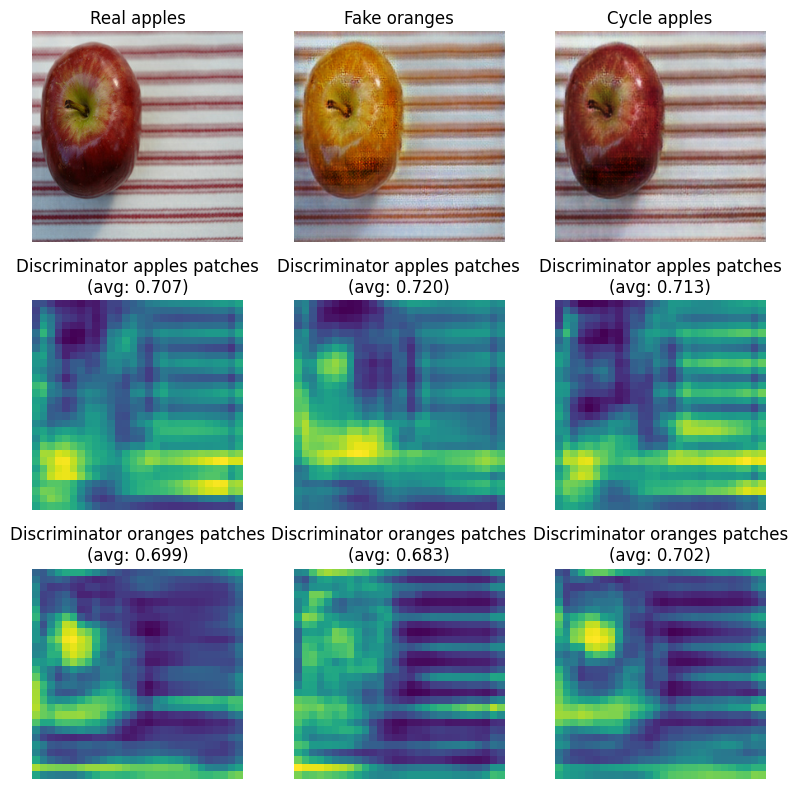 Real apples
Fake oranges
Cycle apples
Discriminator apples patches
(avg: 0.707)
Discriminator apples patches
(avg: 0.720)
Discriminator apples patches
(avg: 0.713)
Discriminator oranges patches
(avg: 0.699)
Discriminator oranges patches
(avg: 0.683)
Discriminator oranges patches
(avg: 0.702)